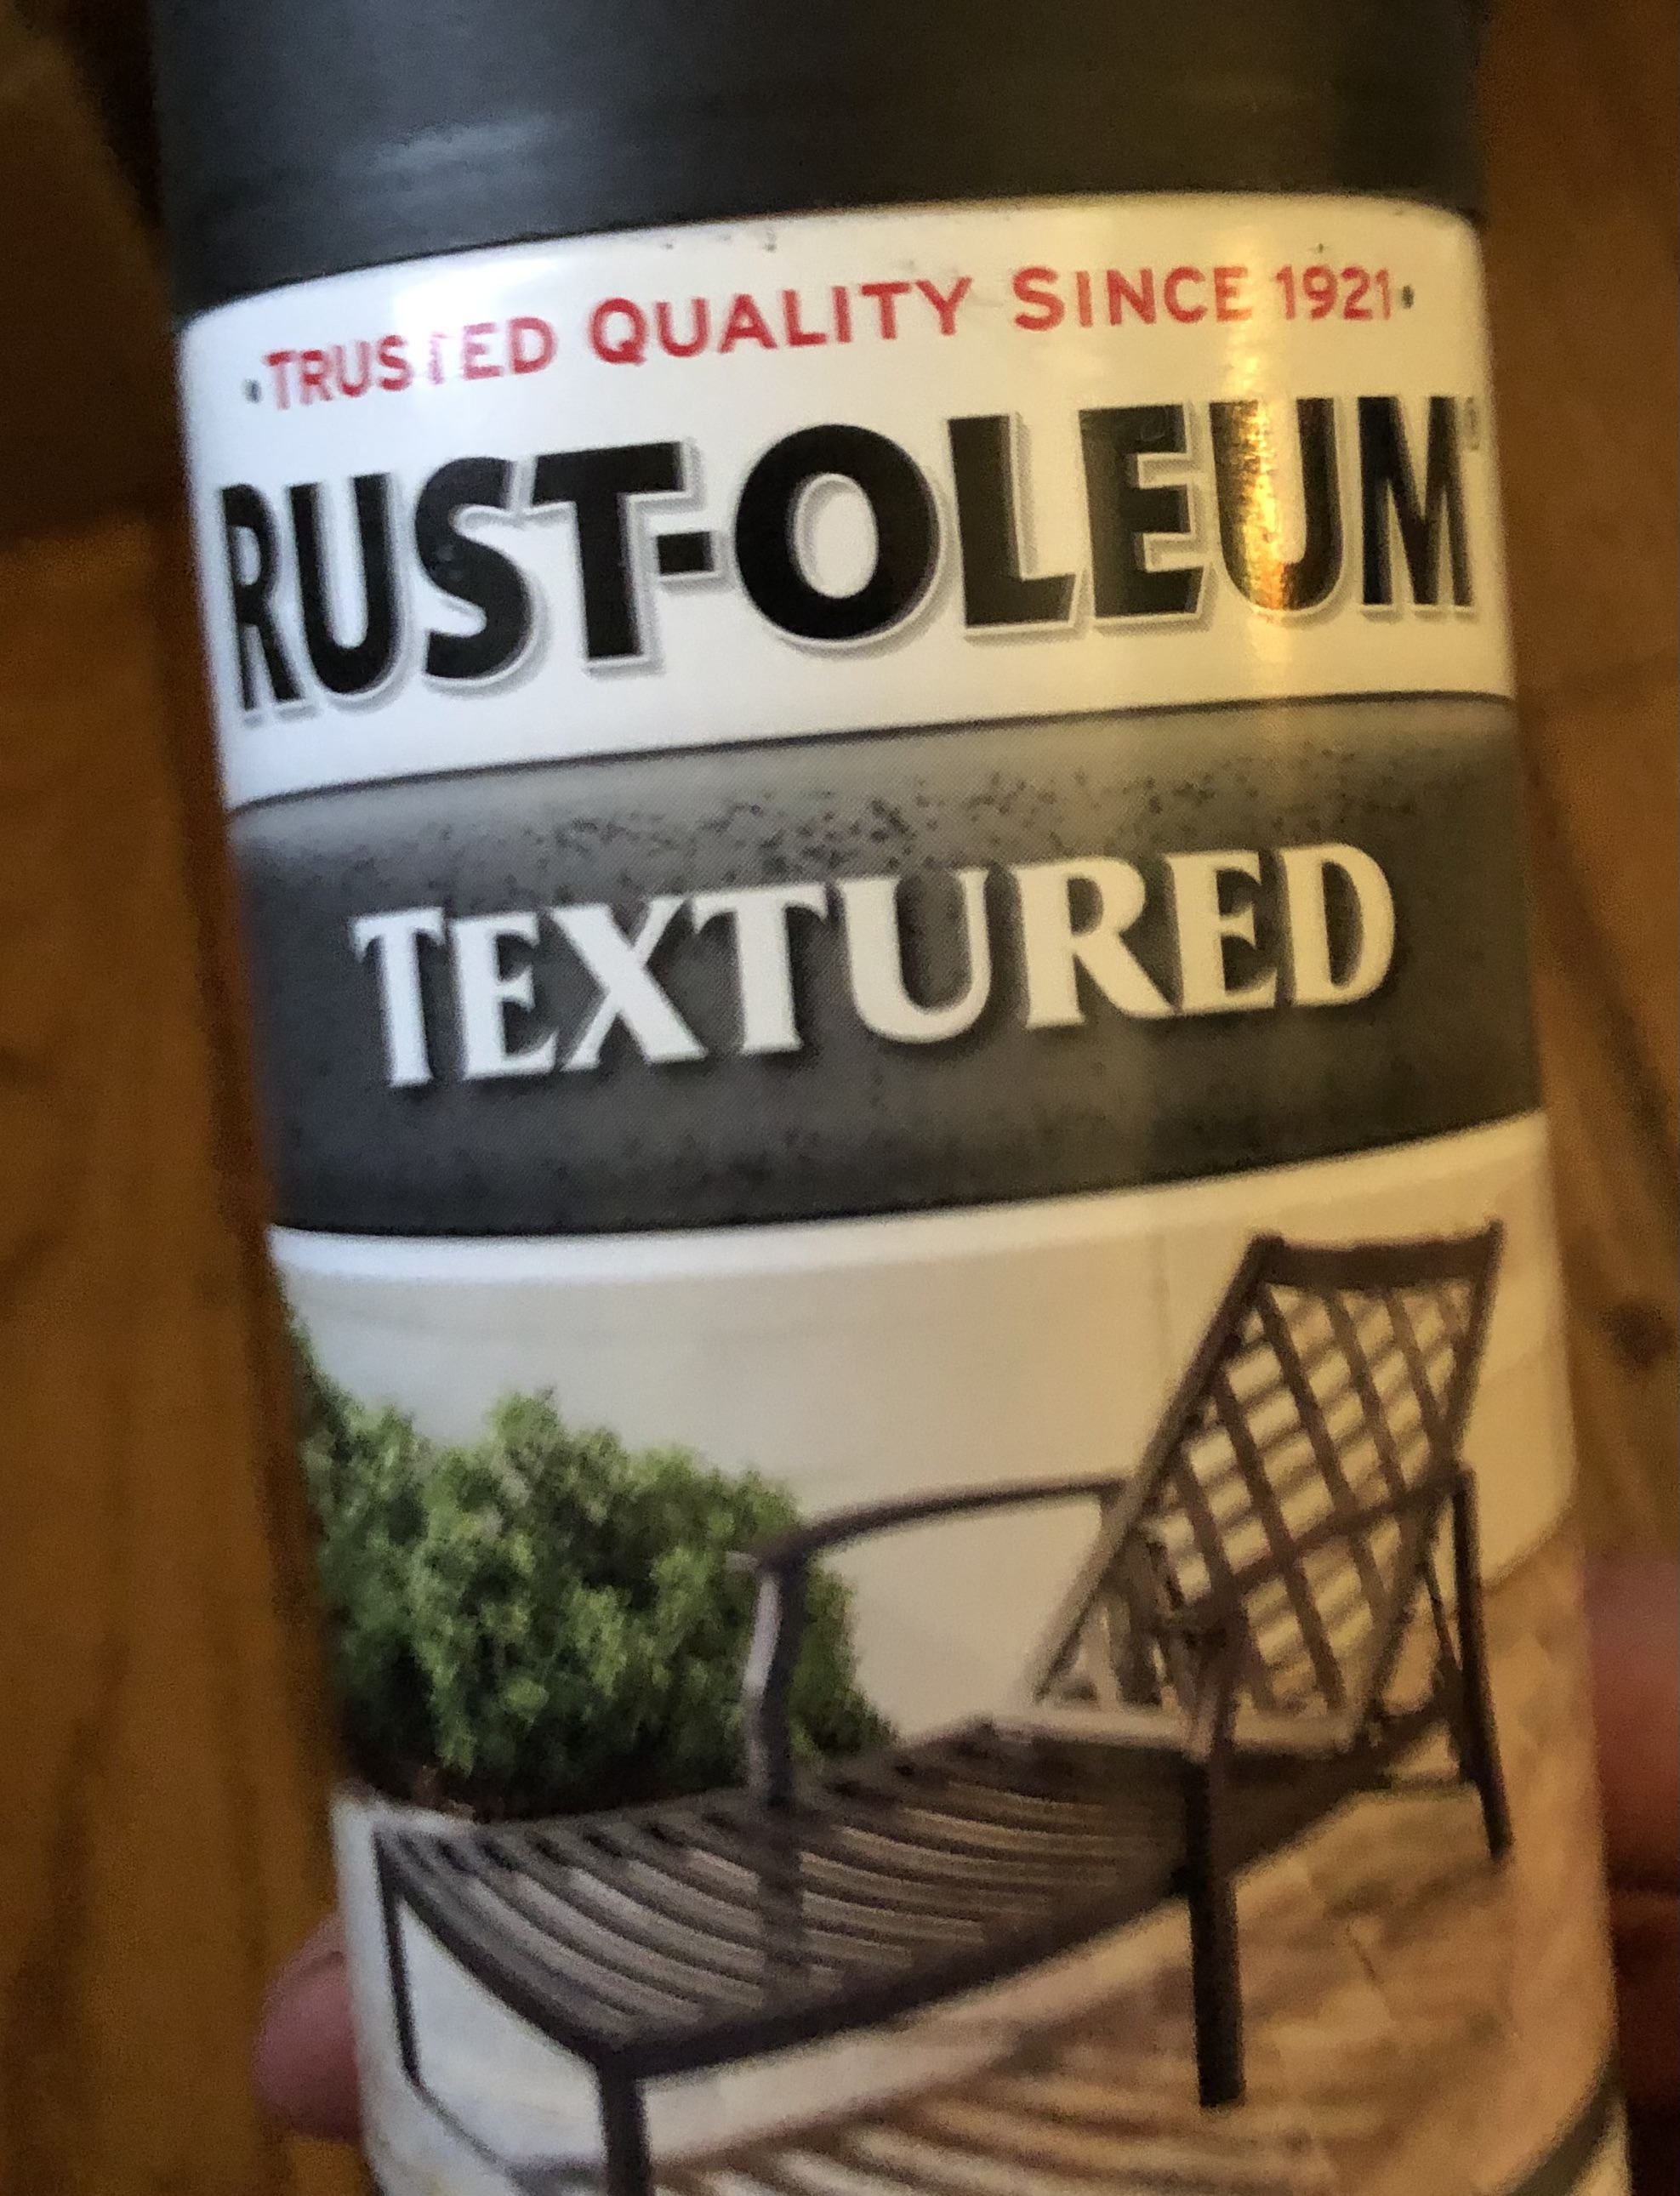 •TRUSTED QUALITY SINCE 1921•
RUST-OLEUM®
TEXTURED